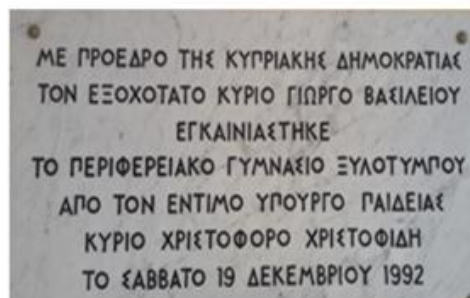 ΜΕ ΠΡΟΕΔΡΟ ΤΗΣ ΚΥΠΡΙΑΚΗΣ ΔΗΜΟΚΡΑΤΙΑΣ
ΤΟΝ ΕΞΟΧΟΤΑΤΟ ΚΥΡΙΟ ΓΙΩΡΓΟ ΒΑΣΙΛΕΙΟΥ
ΕΓΚΑΙΝΙΑΣΤΗΚΕ
ΤΟ ΠΕΡΙΦΕΡΕΙΑΚΟ ΓΥΜΝΑΣΙΟ ΞΥΛΟΤΥΜΠΟΥ
ΑΠΟ ΤΟΝ ΕΝΤΙΜΟ ΥΠΟΥΡΓΟ ΠΑΙΔΕΙΑΣ
ΚΥΡΙΟ ΧΡΙΣΤΟΦΟΡΟ ΧΡΙΣΤΟΦΙΔΗ
ΤΟ ΣΑΒΒΑΤΟ 19 ΔΕΚΕΜΒΡΙΟΥ 1992